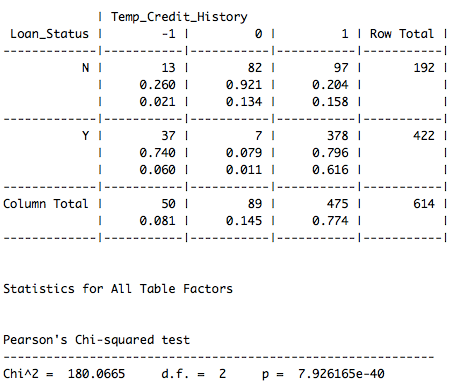 | Temp_Credit_History
Loan_Status | -1 | 0 | 1 | Row Total |
------------|-----------|-----------|-----------|-----------|
N | 13 | 82 | 97 | 192 |
| 0.260 | 0.921 | 0.204 | |
| 0.021 | 0.134 | 0.158 | |
------------|-----------|-----------|-----------|-----------|
Y | 37 | 7 | 378 | 422 |
| 0.740 | 0.079 | 0.796 | |
| 0.060 | 0.011 | 0.616 | |
------------|-----------|-----------|-----------|-----------|
Column Total | 50 | 89 | 475 | 614 |
| 0.081 | 0.145 | 0.774 | |
------------|-----------|-----------|-----------|-----------|
Statistics for All Table Factors
Pearson's Chi-squared test
------------------------------------------------------------
Chi^2 = 180.0665 d.f. = 2 p = 7.926165e-40